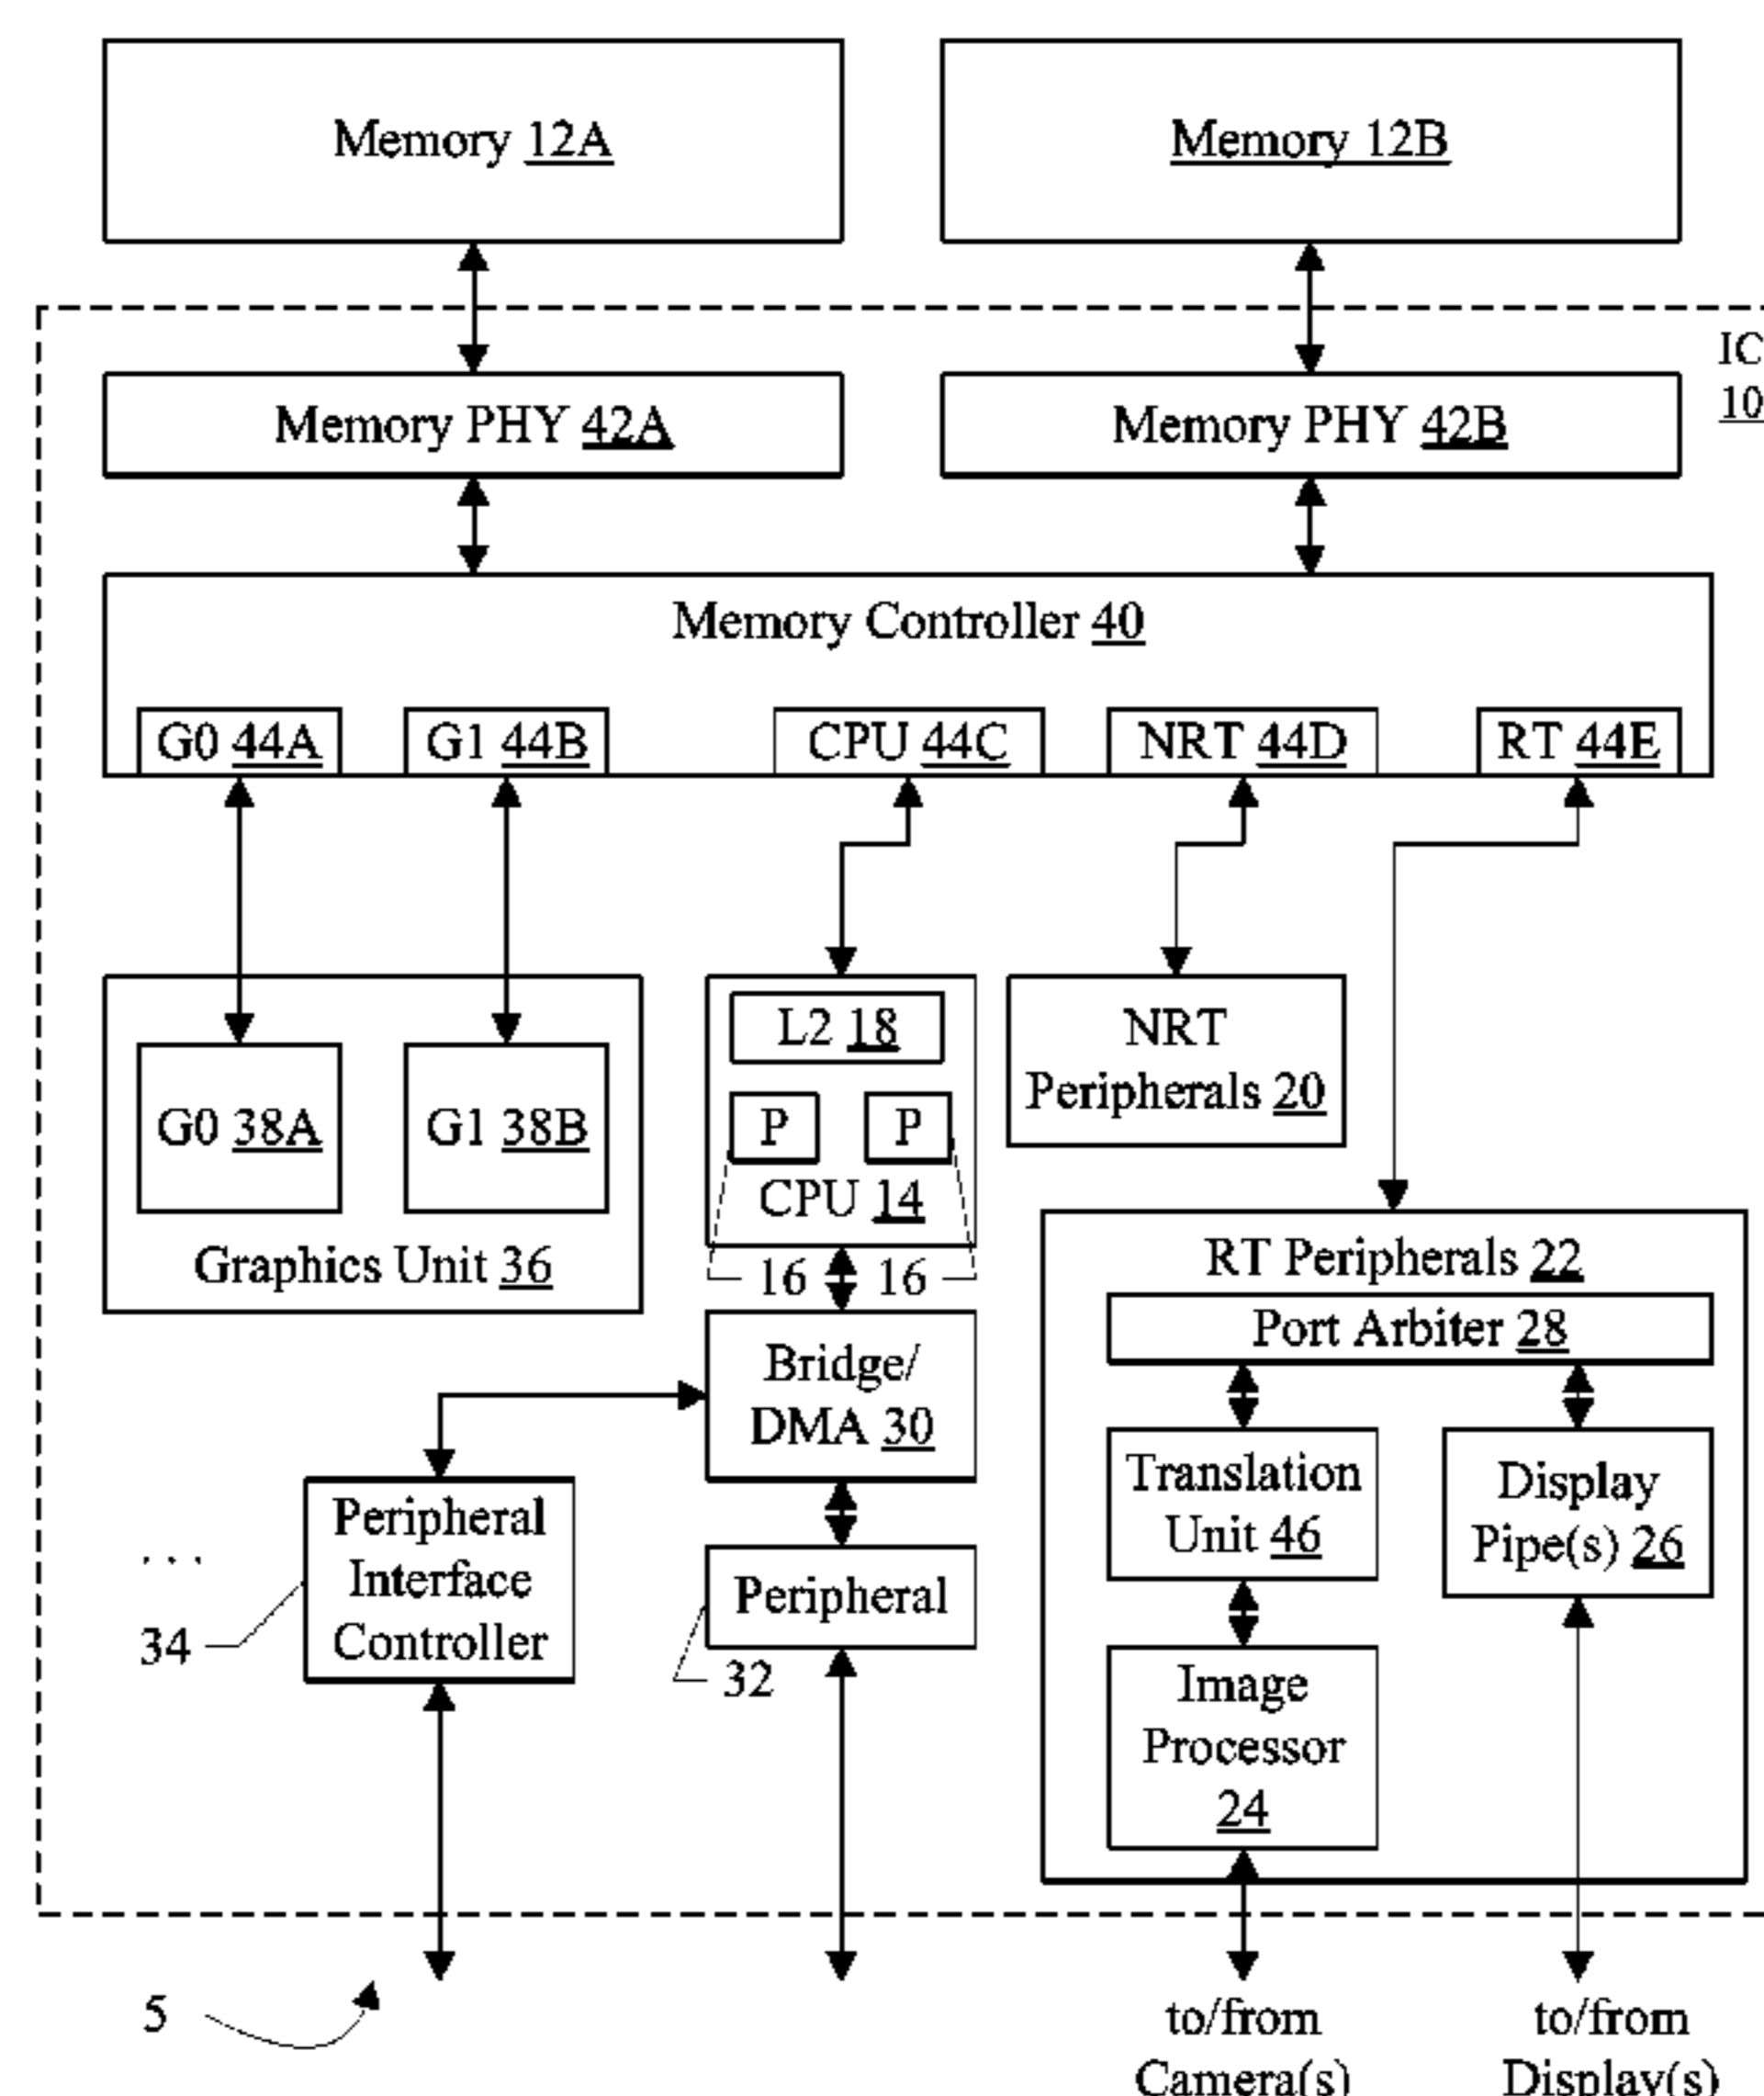 Memory 12A
Memory 12B
IC
10
Memory PHY 42A
Memory PHY 42B
Memory Controller 40
G0 44A
G1 44B
CPU 44C
NRT 44D
RT 44E
G0 38A
G1 38B
Graphics Unit 36
L2 18
P
P
CPU 14
16
16
NRT
Peripherals 20
RT Peripherals 22
Port Arbiter 28
Bridge/
DMA 30
Translation
Unit 46
Display
Pipe(s) 26
. . .
Peripheral
Interface
Controller
34
Peripheral
32
Image
Processor
24
5
to/from
Camera(s)
to/from
Display(s)